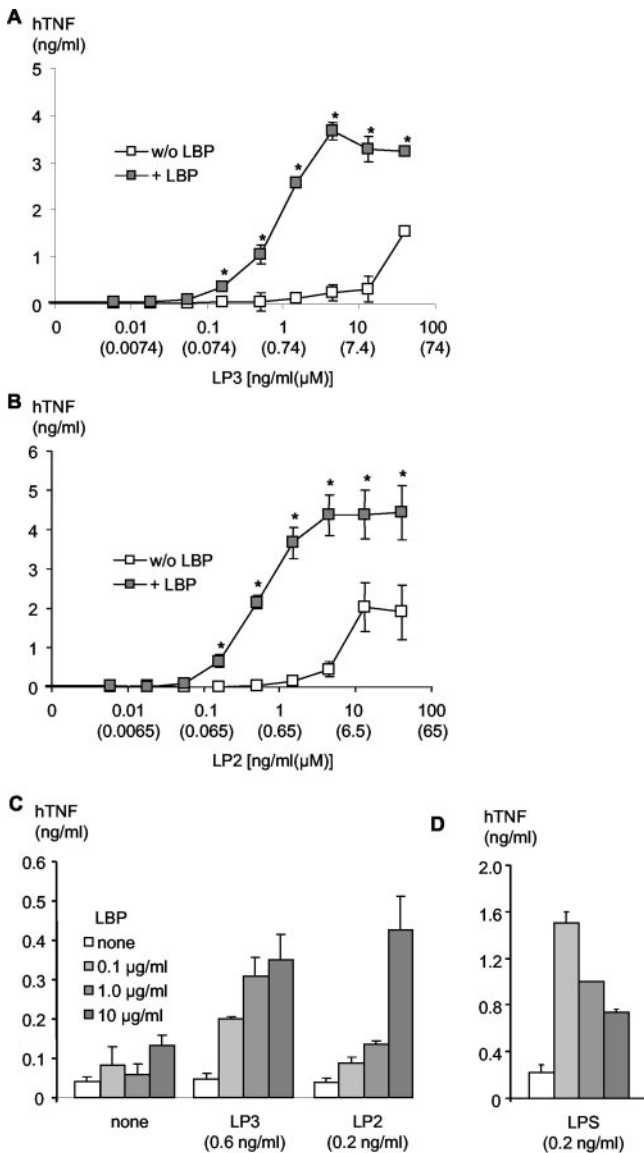 A
hTNF
(ng/ml)
5
4
3
2
1
0
w/o LBP
+ LBP
*
*
*
*
*
*
0 0.01 0.1 1 10 100
(0.0074) (0.074) (0.74) (7.4) (74)
LP3 [ng/ml(µM)]
B
hTNF
(ng/ml)
6
5
4
3
2
1
0
w/o LBP
+ LBP
*
*
*
*
*
*
0 0.01 0.1 1 10 100
(0.0065) (0.065) (0.65) (6.5) (65)
LP2 [ng/ml(µM)]
C
hTNF
(ng/ml)
0.6
0.4
0.3
0.2
0.1
0
LBP
none
0.1 µg/ml
1.0 µg/ml
10 µg/ml
none LP3 LP2
(0.6 ng/ml) (0.2 ng/ml)
D
hTNF
(ng/ml)
2.0
1.6
1.2
0.8
0.4
0
LPS
(0.2 ng/ml)